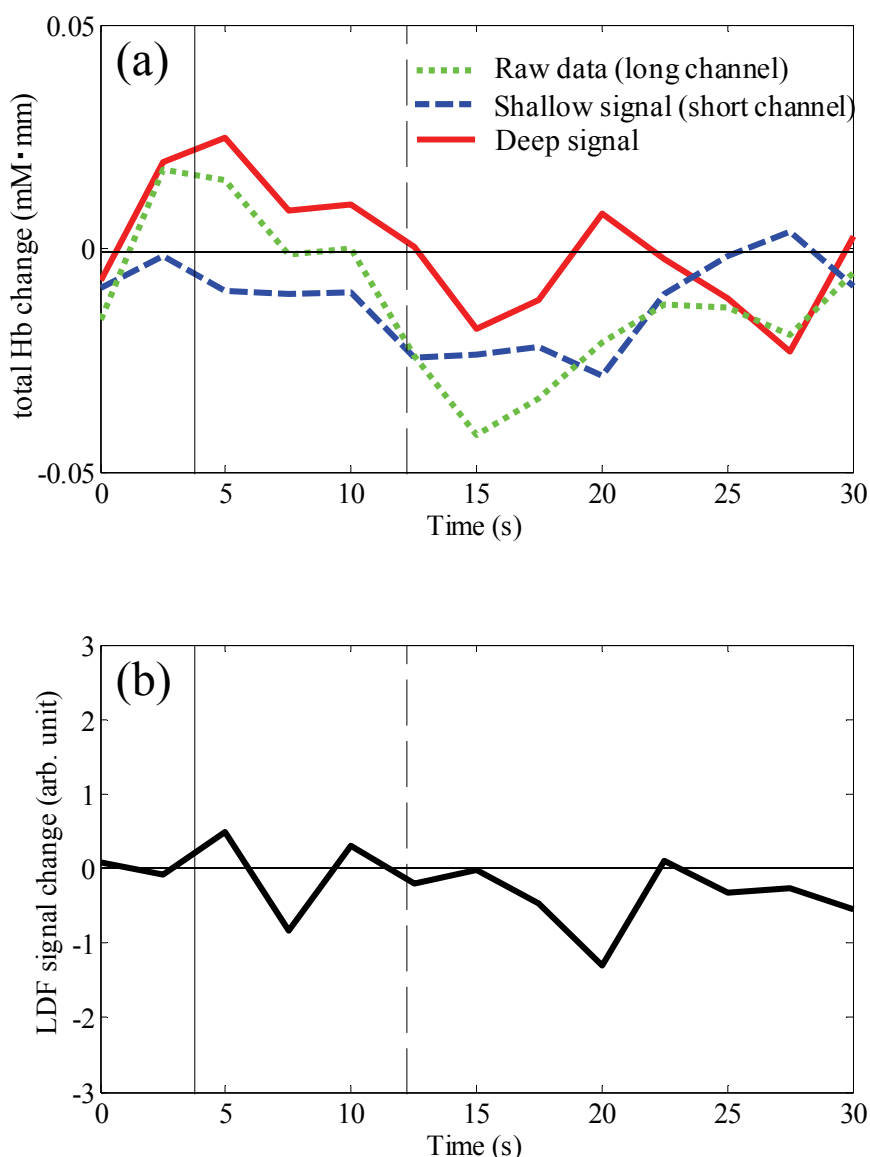 0.05
(a)
Raw data (long channel)
Shallow signal (short channel)
Deep signal
total Hb change (mM・mm)
0
-0.05
0 5 10 15 20 25 30
Time (s)
3
(b)
2
1
LDF signal change (arb. unit)
0
-1
-2
-3
0 5 10 15 20 25 30
Time (s)